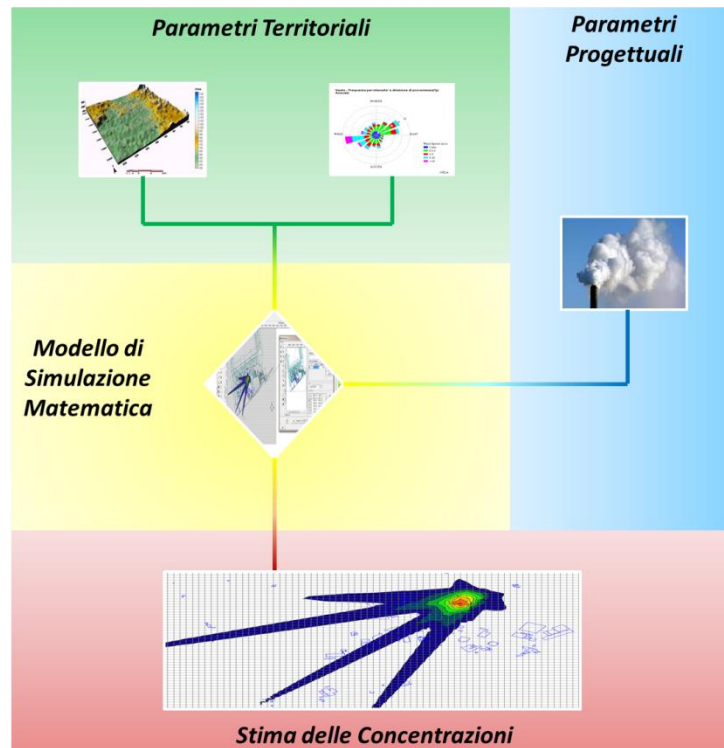 Parametri Territoriali
Parametri
Progettuali
Modello di
Simulazione
Matematica
Stima delle Concentrazioni